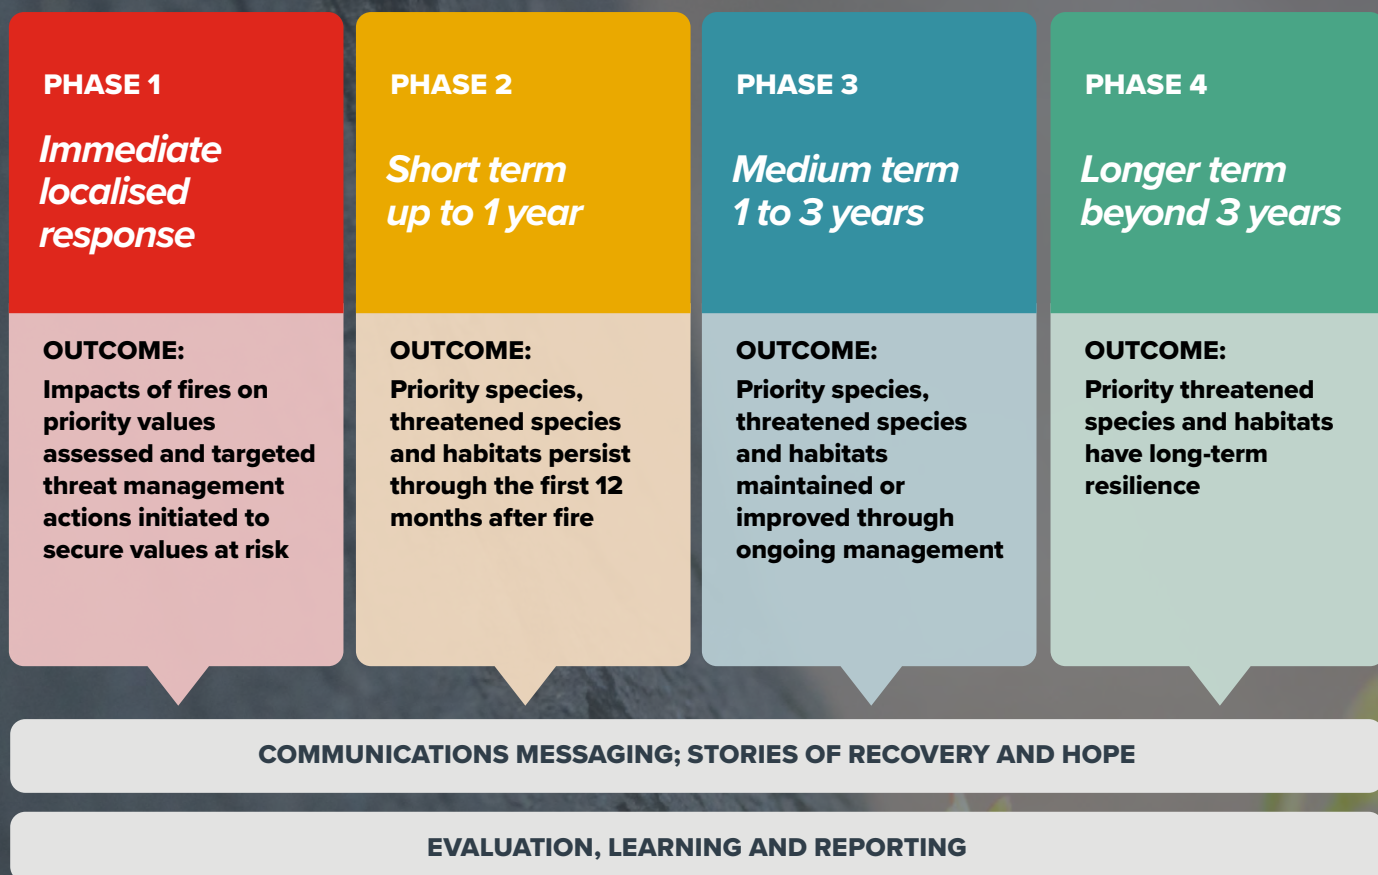 PHASE 1
Immediate
localised
response
OUTCOME:
Impacts of fires on
priority values
assessed and targeted
threat management
actions initiated to
secure values at risk
PHASE 2
Short term
up to 1 year
OUTCOME:
Priority species,
threatened species
and habitats persist
through the first 12
months after fire
PHASE 3
Medium term
1 to 3 years
OUTCOME:
Priority species,
threatened species
and habitats
maintained or
improved through
ongoing management
PHASE 4
Longer term
beyond 3 years
OUTCOME:
Priority threatened
species and habitats
have long-term
resilience
COMMUNICATIONS MESSAGING; STORIES OF RECOVERY AND HOPE
EVALUATION, LEARNING AND REPORTING